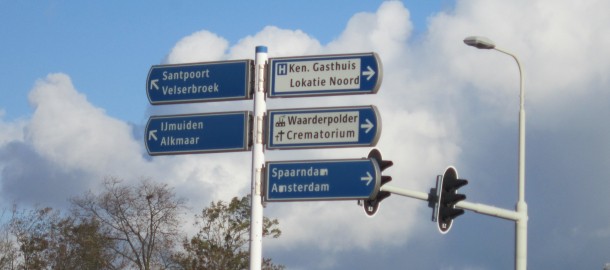 Santpoort
Velserbroek
IJmuiden
Alkmaar
H Ken. Gasthuis
Lokatie Noord
Waarderpolder
Crematorium
Spaarndam
Amsterdam